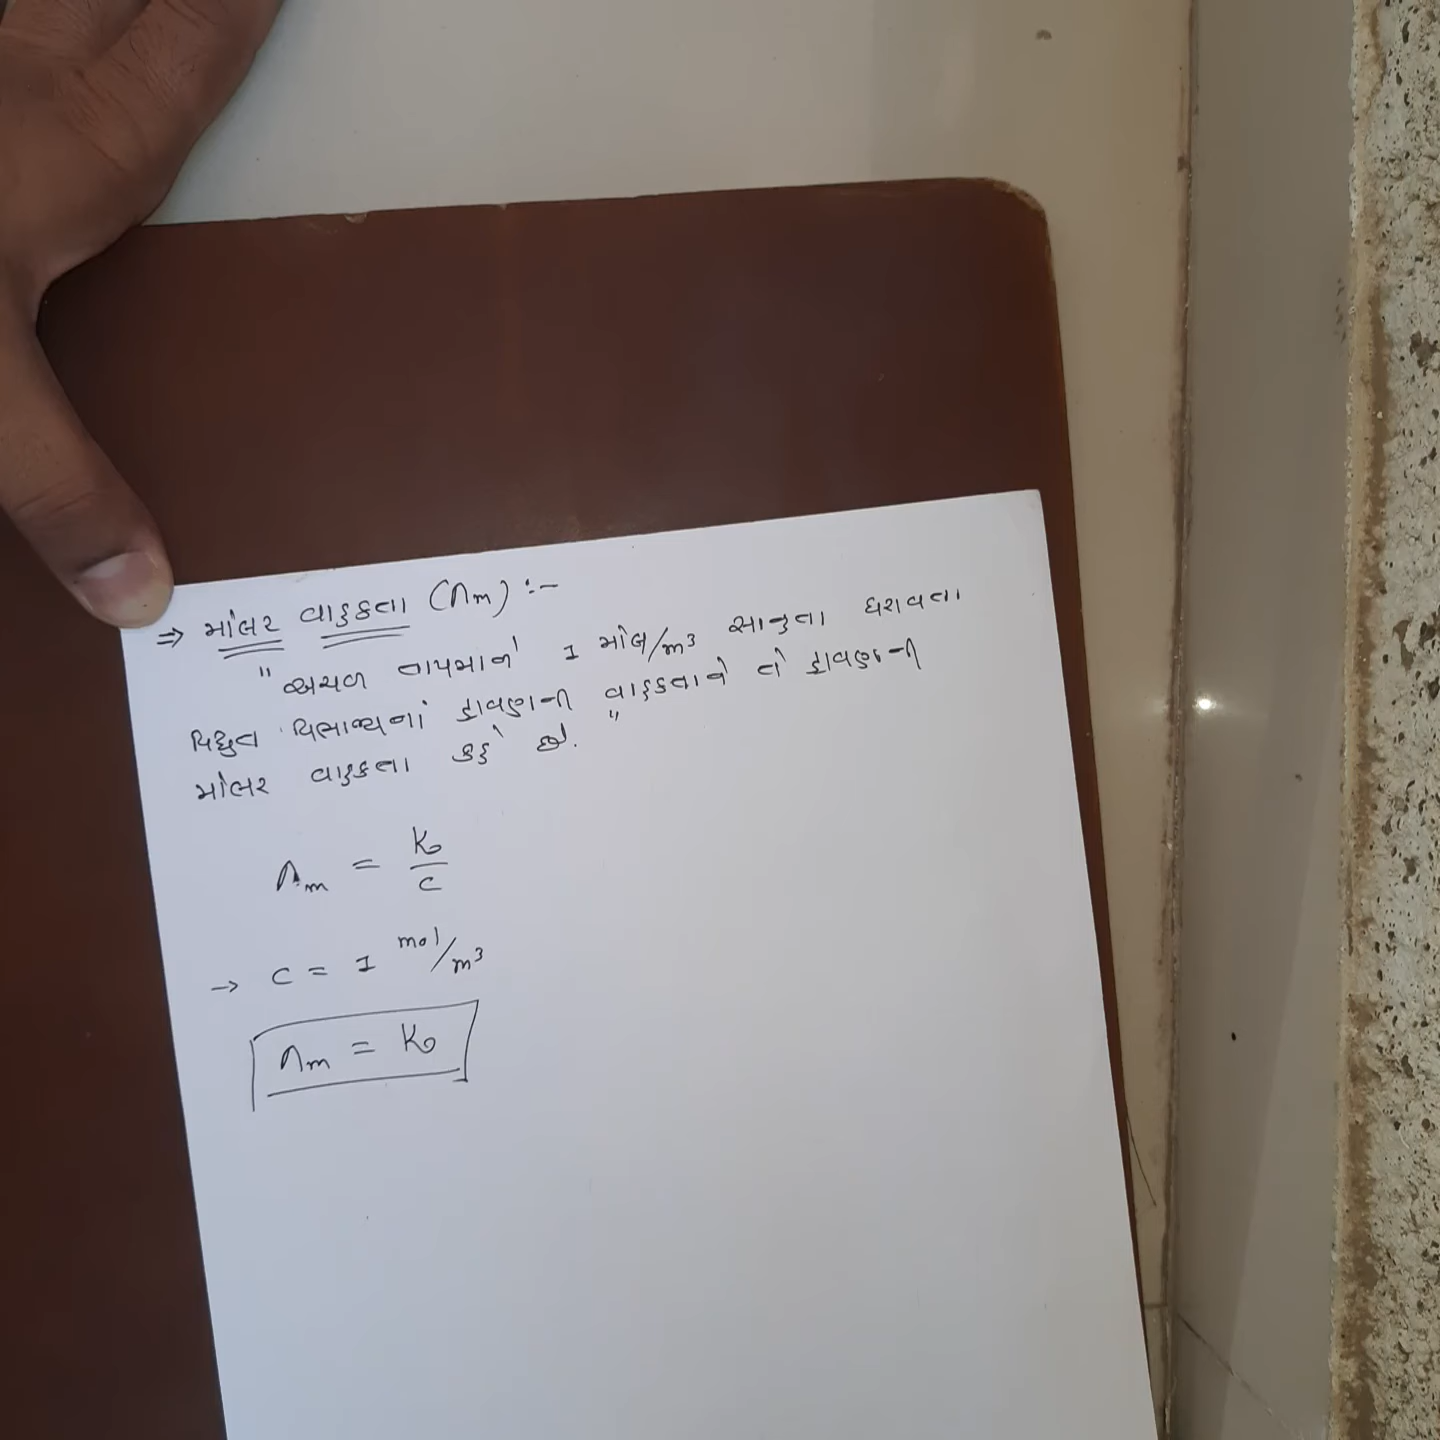 ⇒ મોલર વાહકતા (Λm) :-
"અચળ તાપમાને 1 મોલ/m³ સાંદ્રતા ધરાવતા
વિદ્યુત વિભાજ્યનાં દ્રાવણની વાહકતાને તે દ્રાવણની
મોલર વાહકતા કહે છે."
Λm = K/c
→ C = 1 mol/m³
Λm = K